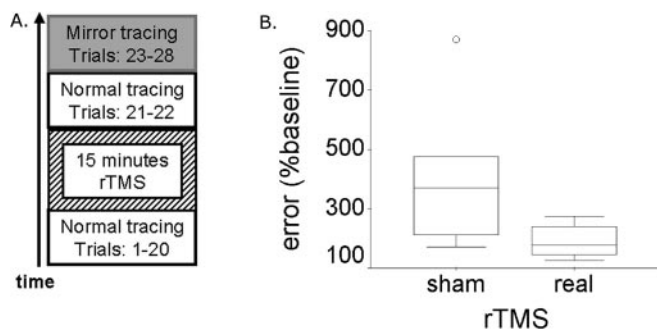 A.
Mirror tracing
Trials: 23-28
Normal tracing
Trials: 21-22
15 minutes
rTMS
Normal tracing
Trials: 1-20
time
B.
error (%baseline)
900
700
500
300
100
sham
real
rTMS